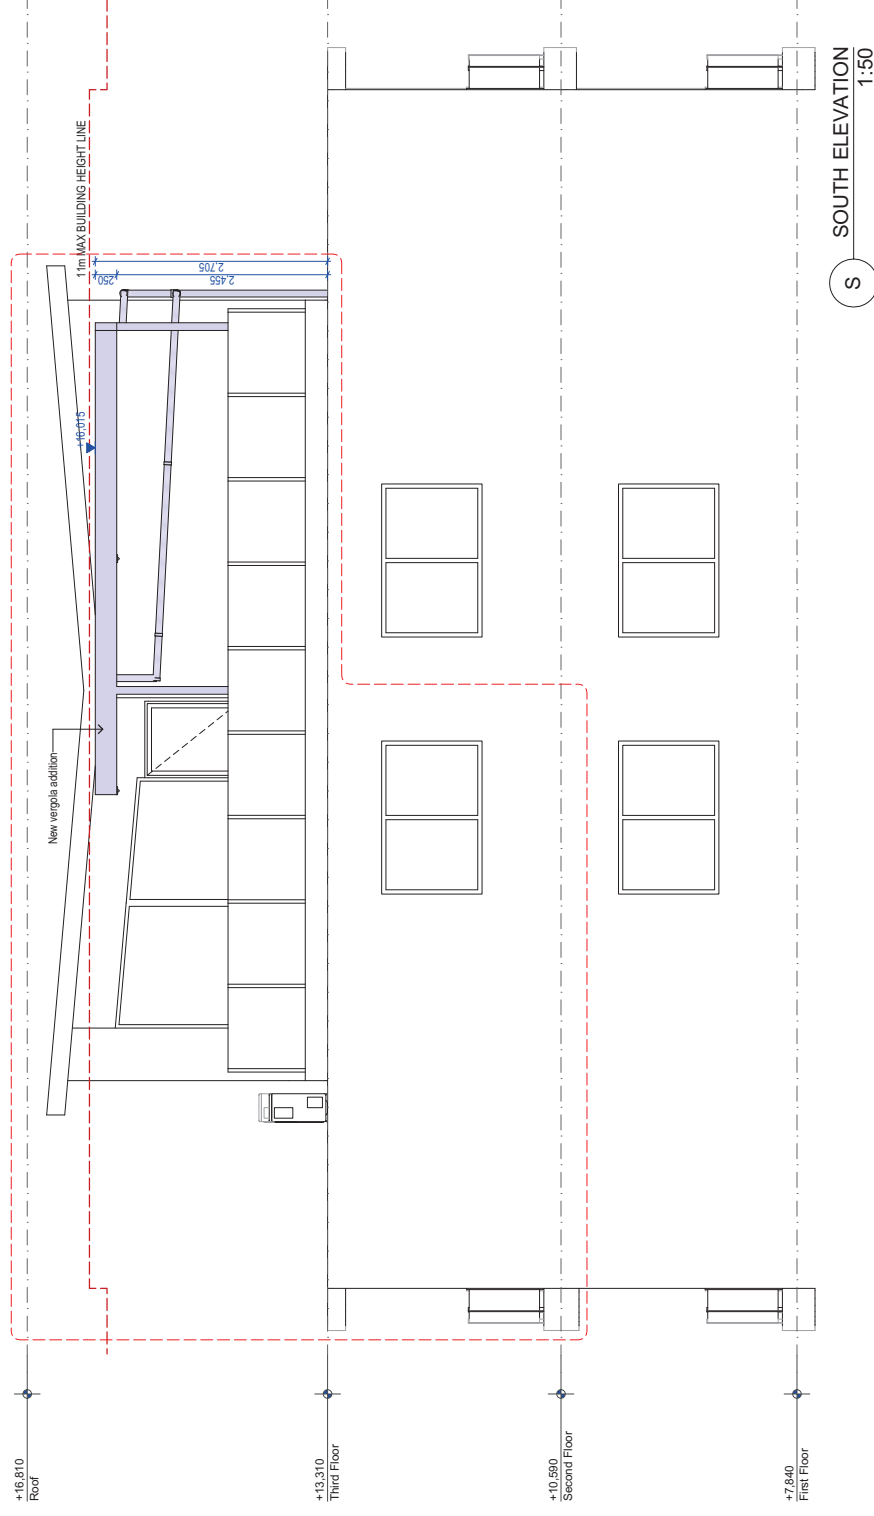 +16,810
Roof
+13,310
Third Floor
+10,590
Second Floor
+7,840
First Floor
New vergola addition
+16,015
11m MAX BUILDING HEIGHT LINE
250
2,455
2,705
S
SOUTH ELEVATION
1:50